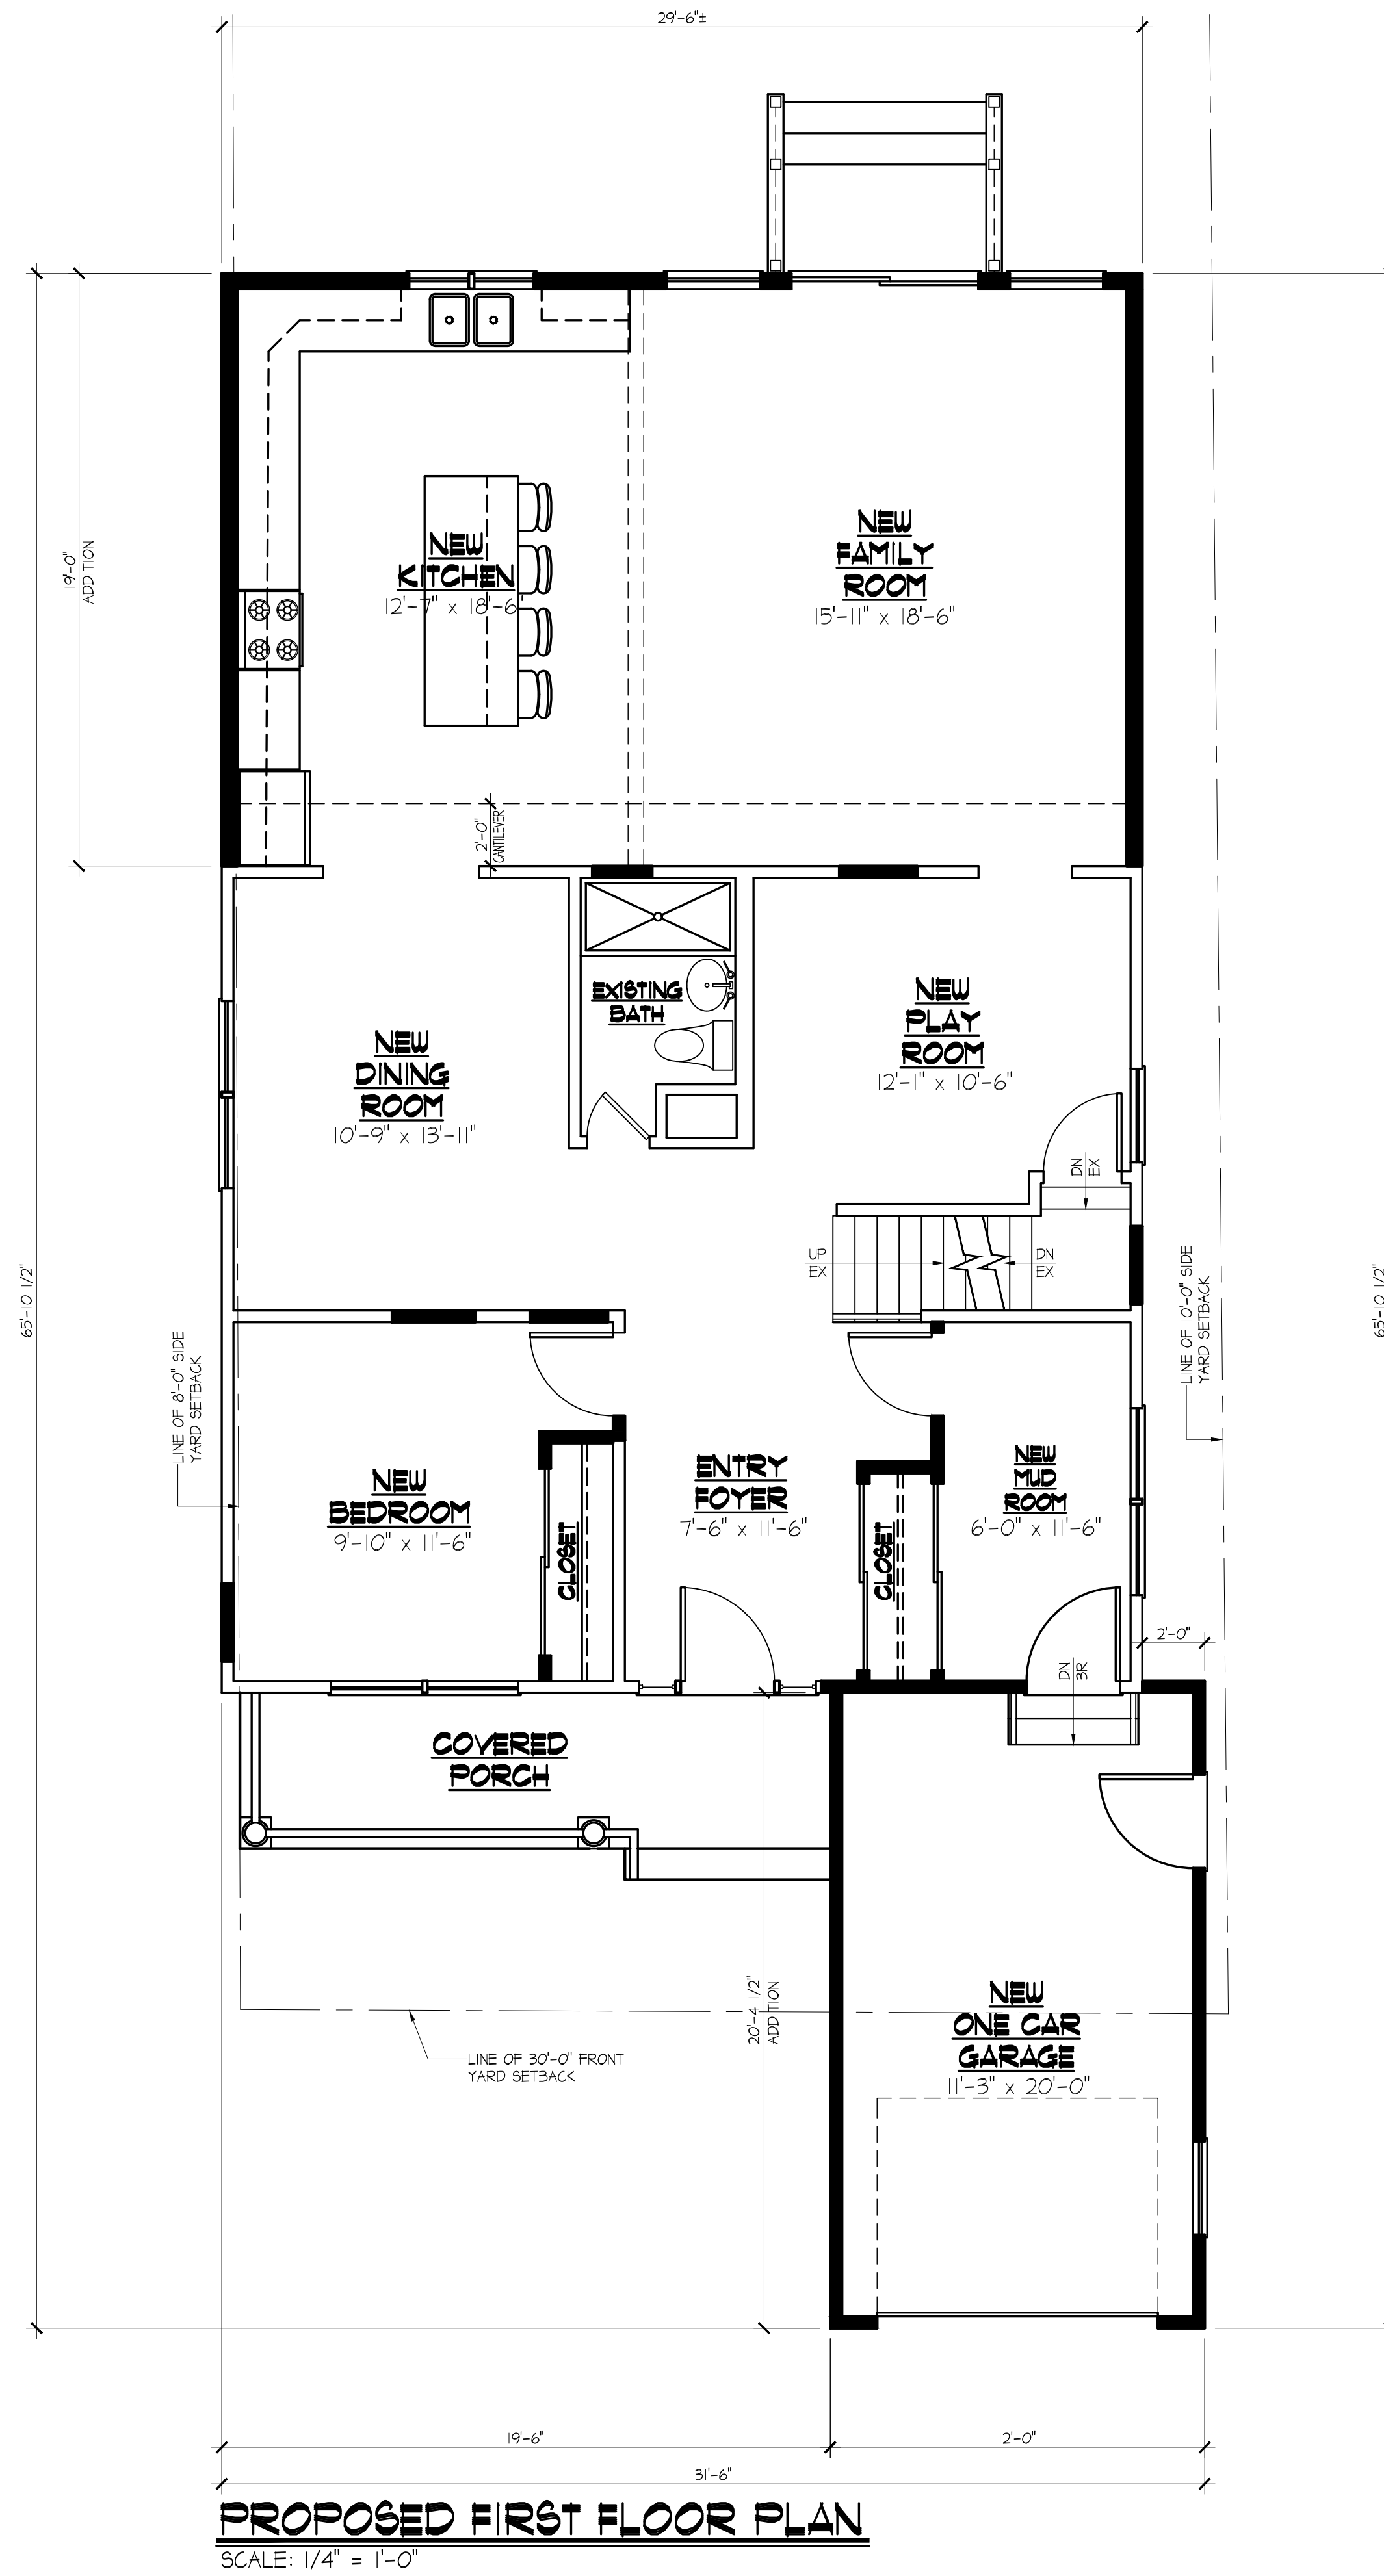 29'-6"±
19'-0"
ADDITION
NEW
KITCHEN
12'-7" x 18'-6"
NEW
FAMILY
ROOM
15'-11" x 18'-6"
2'-0"
CANTILEVER
EXISTING
BATH
NEW
DINING
ROOM
10'-9" x 13'-11"
NEW
PLAY
ROOM
12'-1" x 10'-6"
DN
EX
UP
EX
DN
EX
65'-10 1/2"
65'-10 1/2"
LINE OF 8'-0" SIDE
YARD SETBACK
LINE OF 10'-0" SIDE
YARD SETBACK
NEW
BEDROOM
9'-10" x 11'-6"
CLOSET
ENTRY
FOYER
7'-6" x 11'-6"
CLOSET
NEW
MUD
ROOM
6'-0" x 11'-6"
2'-0"
DN
3R
COVERED
PORCH
20'-4 1/2"
ADDITION
LINE OF 30'-0" FRONT
YARD SETBACK
NEW
ONE CAR
GARAGE
11'-3" x 20'-0"
19'-6"
12'-0"
31'-6"
PROPOSED FIRST FLOOR PLAN
SCALE: 1/4" = 1'-0"